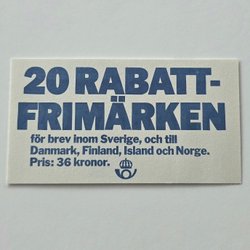 20 RABATT-
FRIMÄRKEN
för brev inom Sverige, och till
Danmark, Finland, Island och Norge.
Pris: 36 kronor.